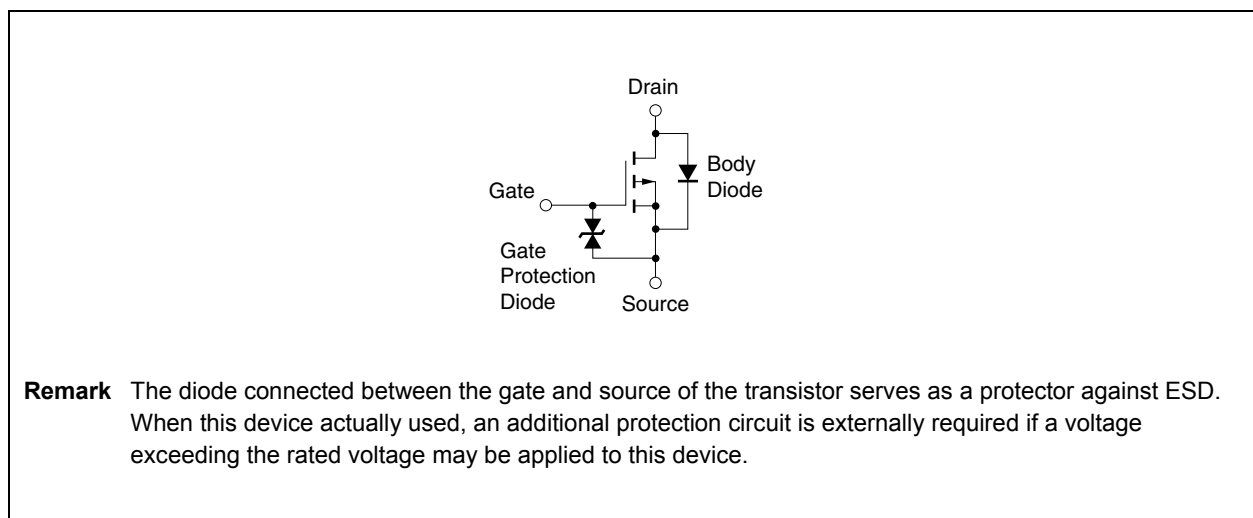 Drain
Body
Diode
Gate
Gate
Protection
Diode
Source
Remark The diode connected between the gate and source of the transistor serves as a protector against ESD.
When this device actually used, an additional protection circuit is externally required if a voltage
exceeding the rated voltage may be applied to this device.